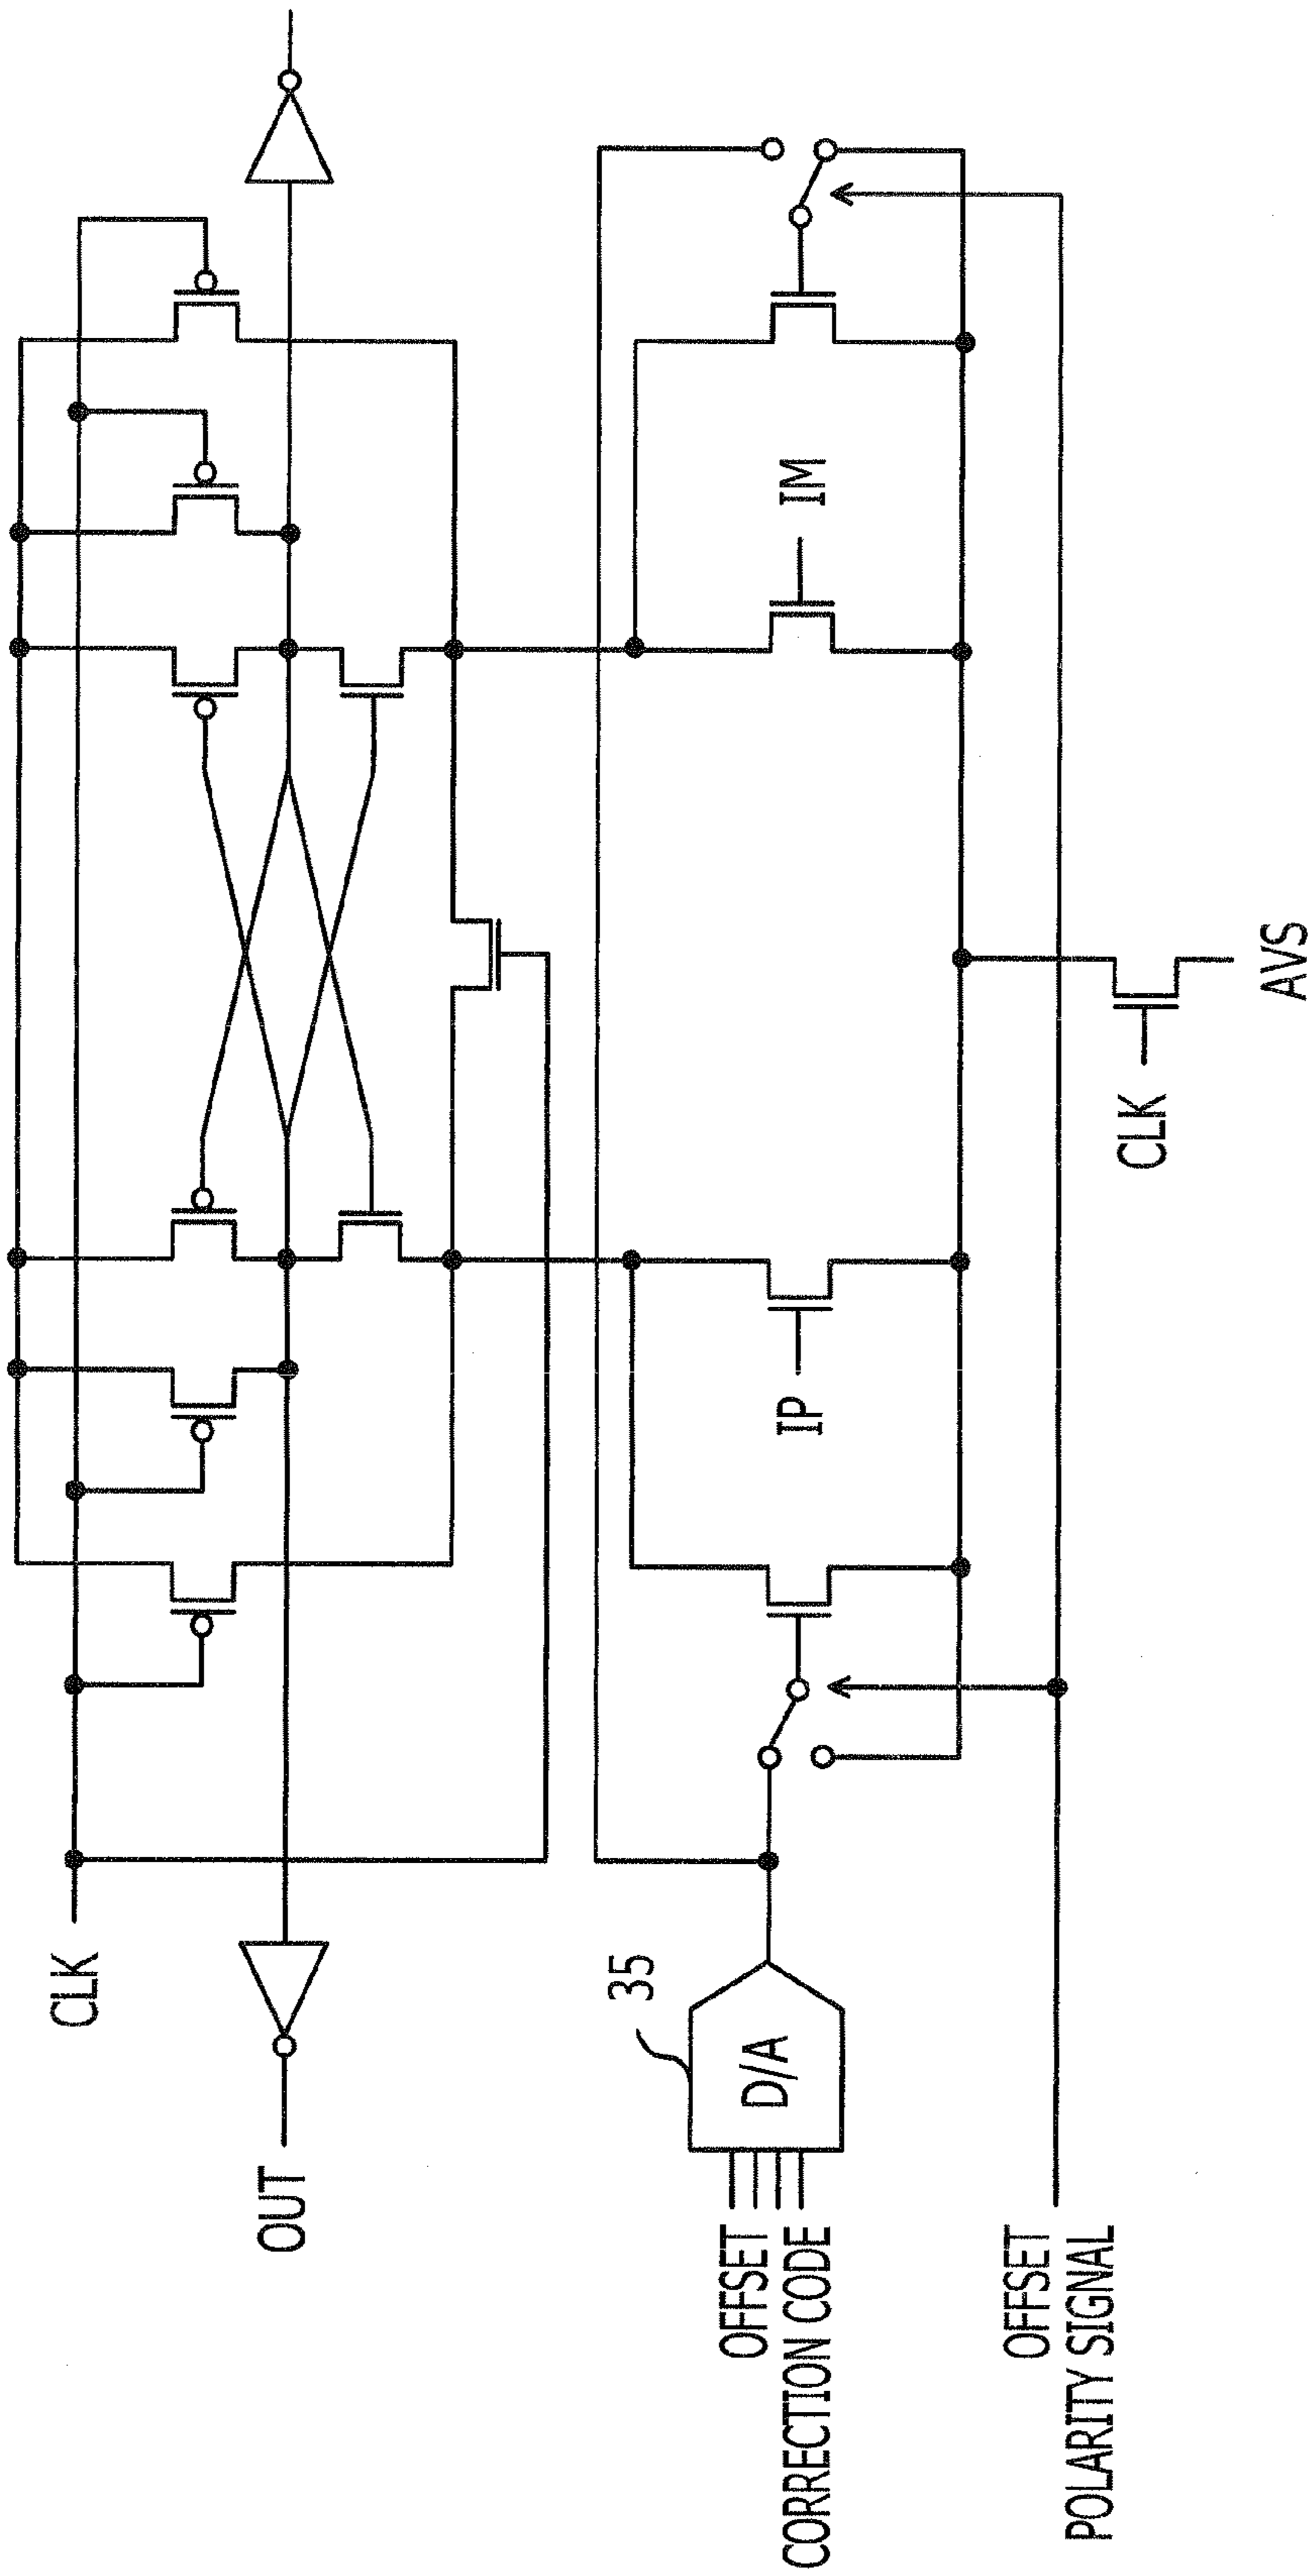 CLK
OUT
35
D/A
OFFSET
CORRECTION CODE
OFFSET
POLARITY SIGNAL
IP
IM
CLK
AVS